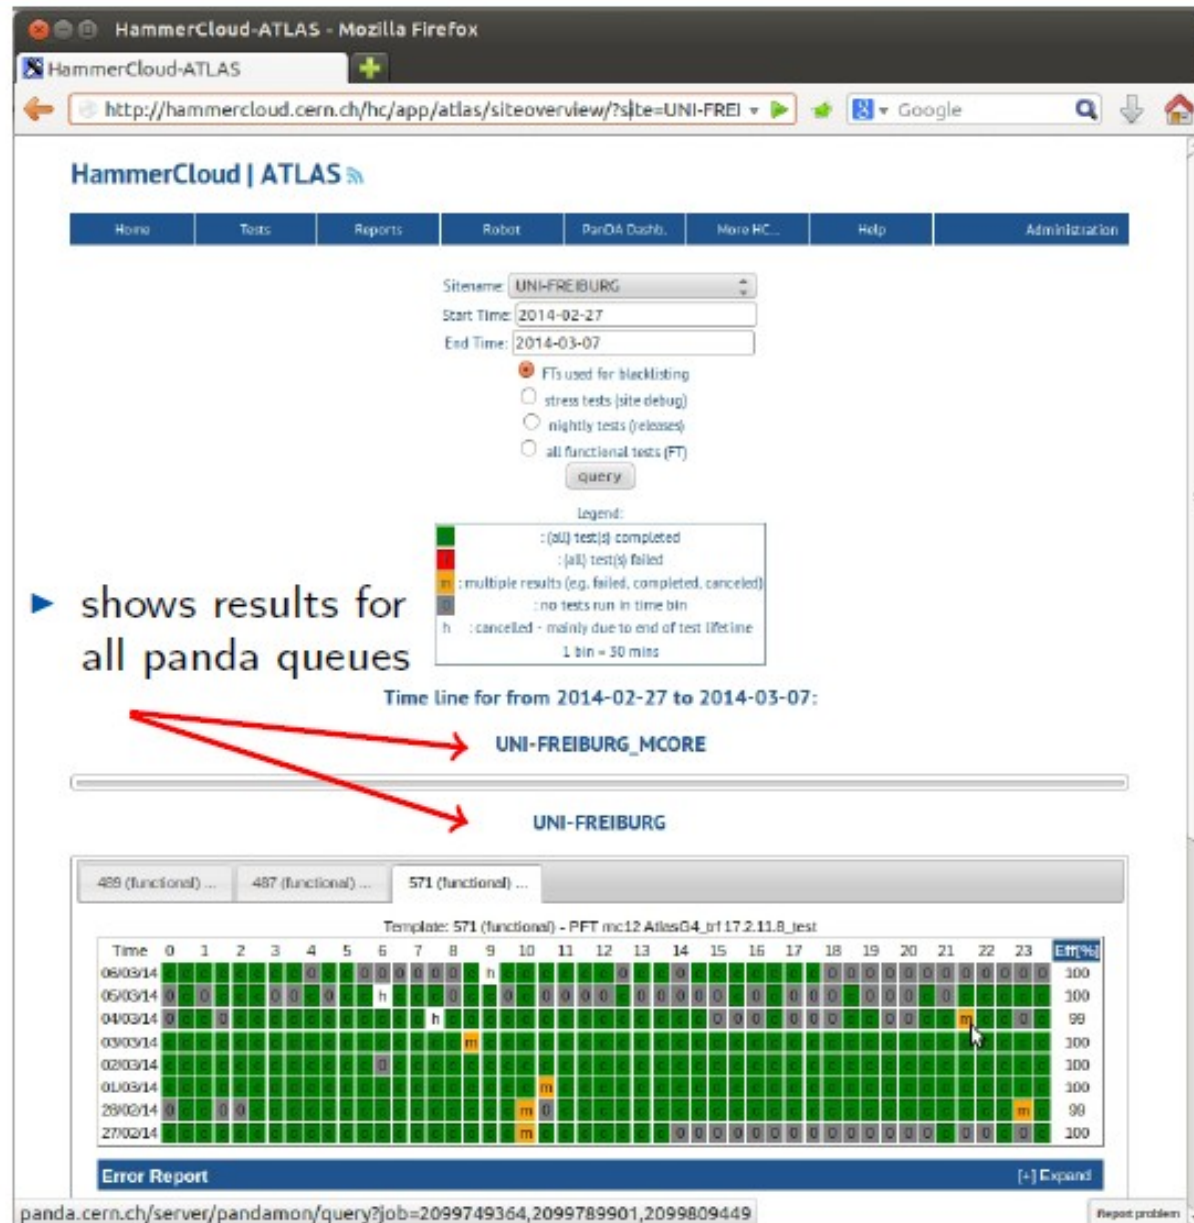 HammerCloud-ATLAS - Mozilla Firefox
HammerCloud-ATLAS
http://hammercloud.cern.ch/hc/app/atlas/siteoverview/?site=UNI-FREI
Google
HammerCloud | ATLAS
Home Tests Reports Robot PanDA Dashb. More HC... Help Administration
Sitename: UNI-FREIBURG
Start Time: 2014-02-27
End Time: 2014-03-07
FTs used for blacklisting
stress tests (site debug)
nightly tests (releases)
all functional tests (FT)
query
Legend:
: (all) test(s) completed
: (all) test(s) failed
m : multiple results (e.g. failed, completed, canceled)
0 : no tests run in time bin
h : cancelled - mainly due to end of test lifetime
1 bin = 30 mins
shows results for
all panda queues
Time line for from 2014-02-27 to 2014-03-07:
UNI-FREIBURG_MCORE
UNI-FREIBURG
489 (functional) ... 487 (functional) ... 571 (functional) ...
Template: 571 (functional) - PFT mc12 AtlasG4_trf 17.2.11.8_test
Time 0 1 2 3 4 5 6 7 8 9 10 11 12 13 14 15 16 17 18 19 20 21 22 23 Eff[%]
06/03/14 h 100
05/03/14 h 100
04/03/14 h m 99
03/03/14 m 100
02/03/14 100
01/03/14 m 100
28/02/14 m m 99
27/02/14 m 100
Error Report [+] Expand
panda.cern.ch/server/pandamon/query?job=2099749364,2099789901,2099809449
Report problem